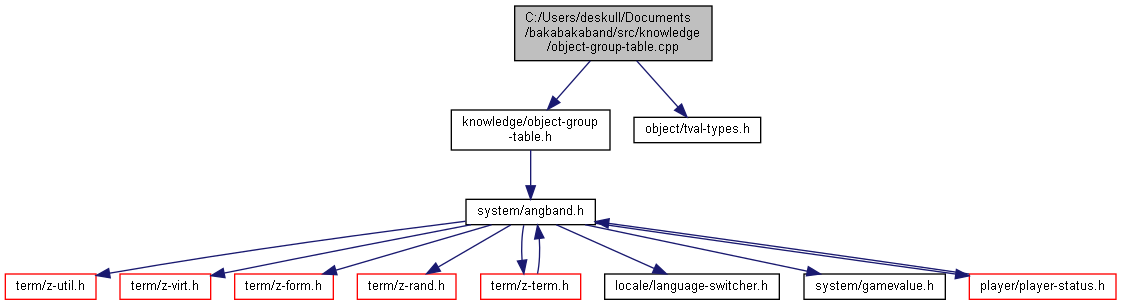 C:/Users/deskull/Documents
/bakabakaband/src/knowledge
/object-group-table.cpp
knowledge/object-group
-table.h
object/tval-types.h
system/angband.h
term/z-util.h
term/z-virt.h
term/z-form.h
term/z-rand.h
term/z-term.h
locale/language-switcher.h
system/gamevalue.h
player/player-status.h